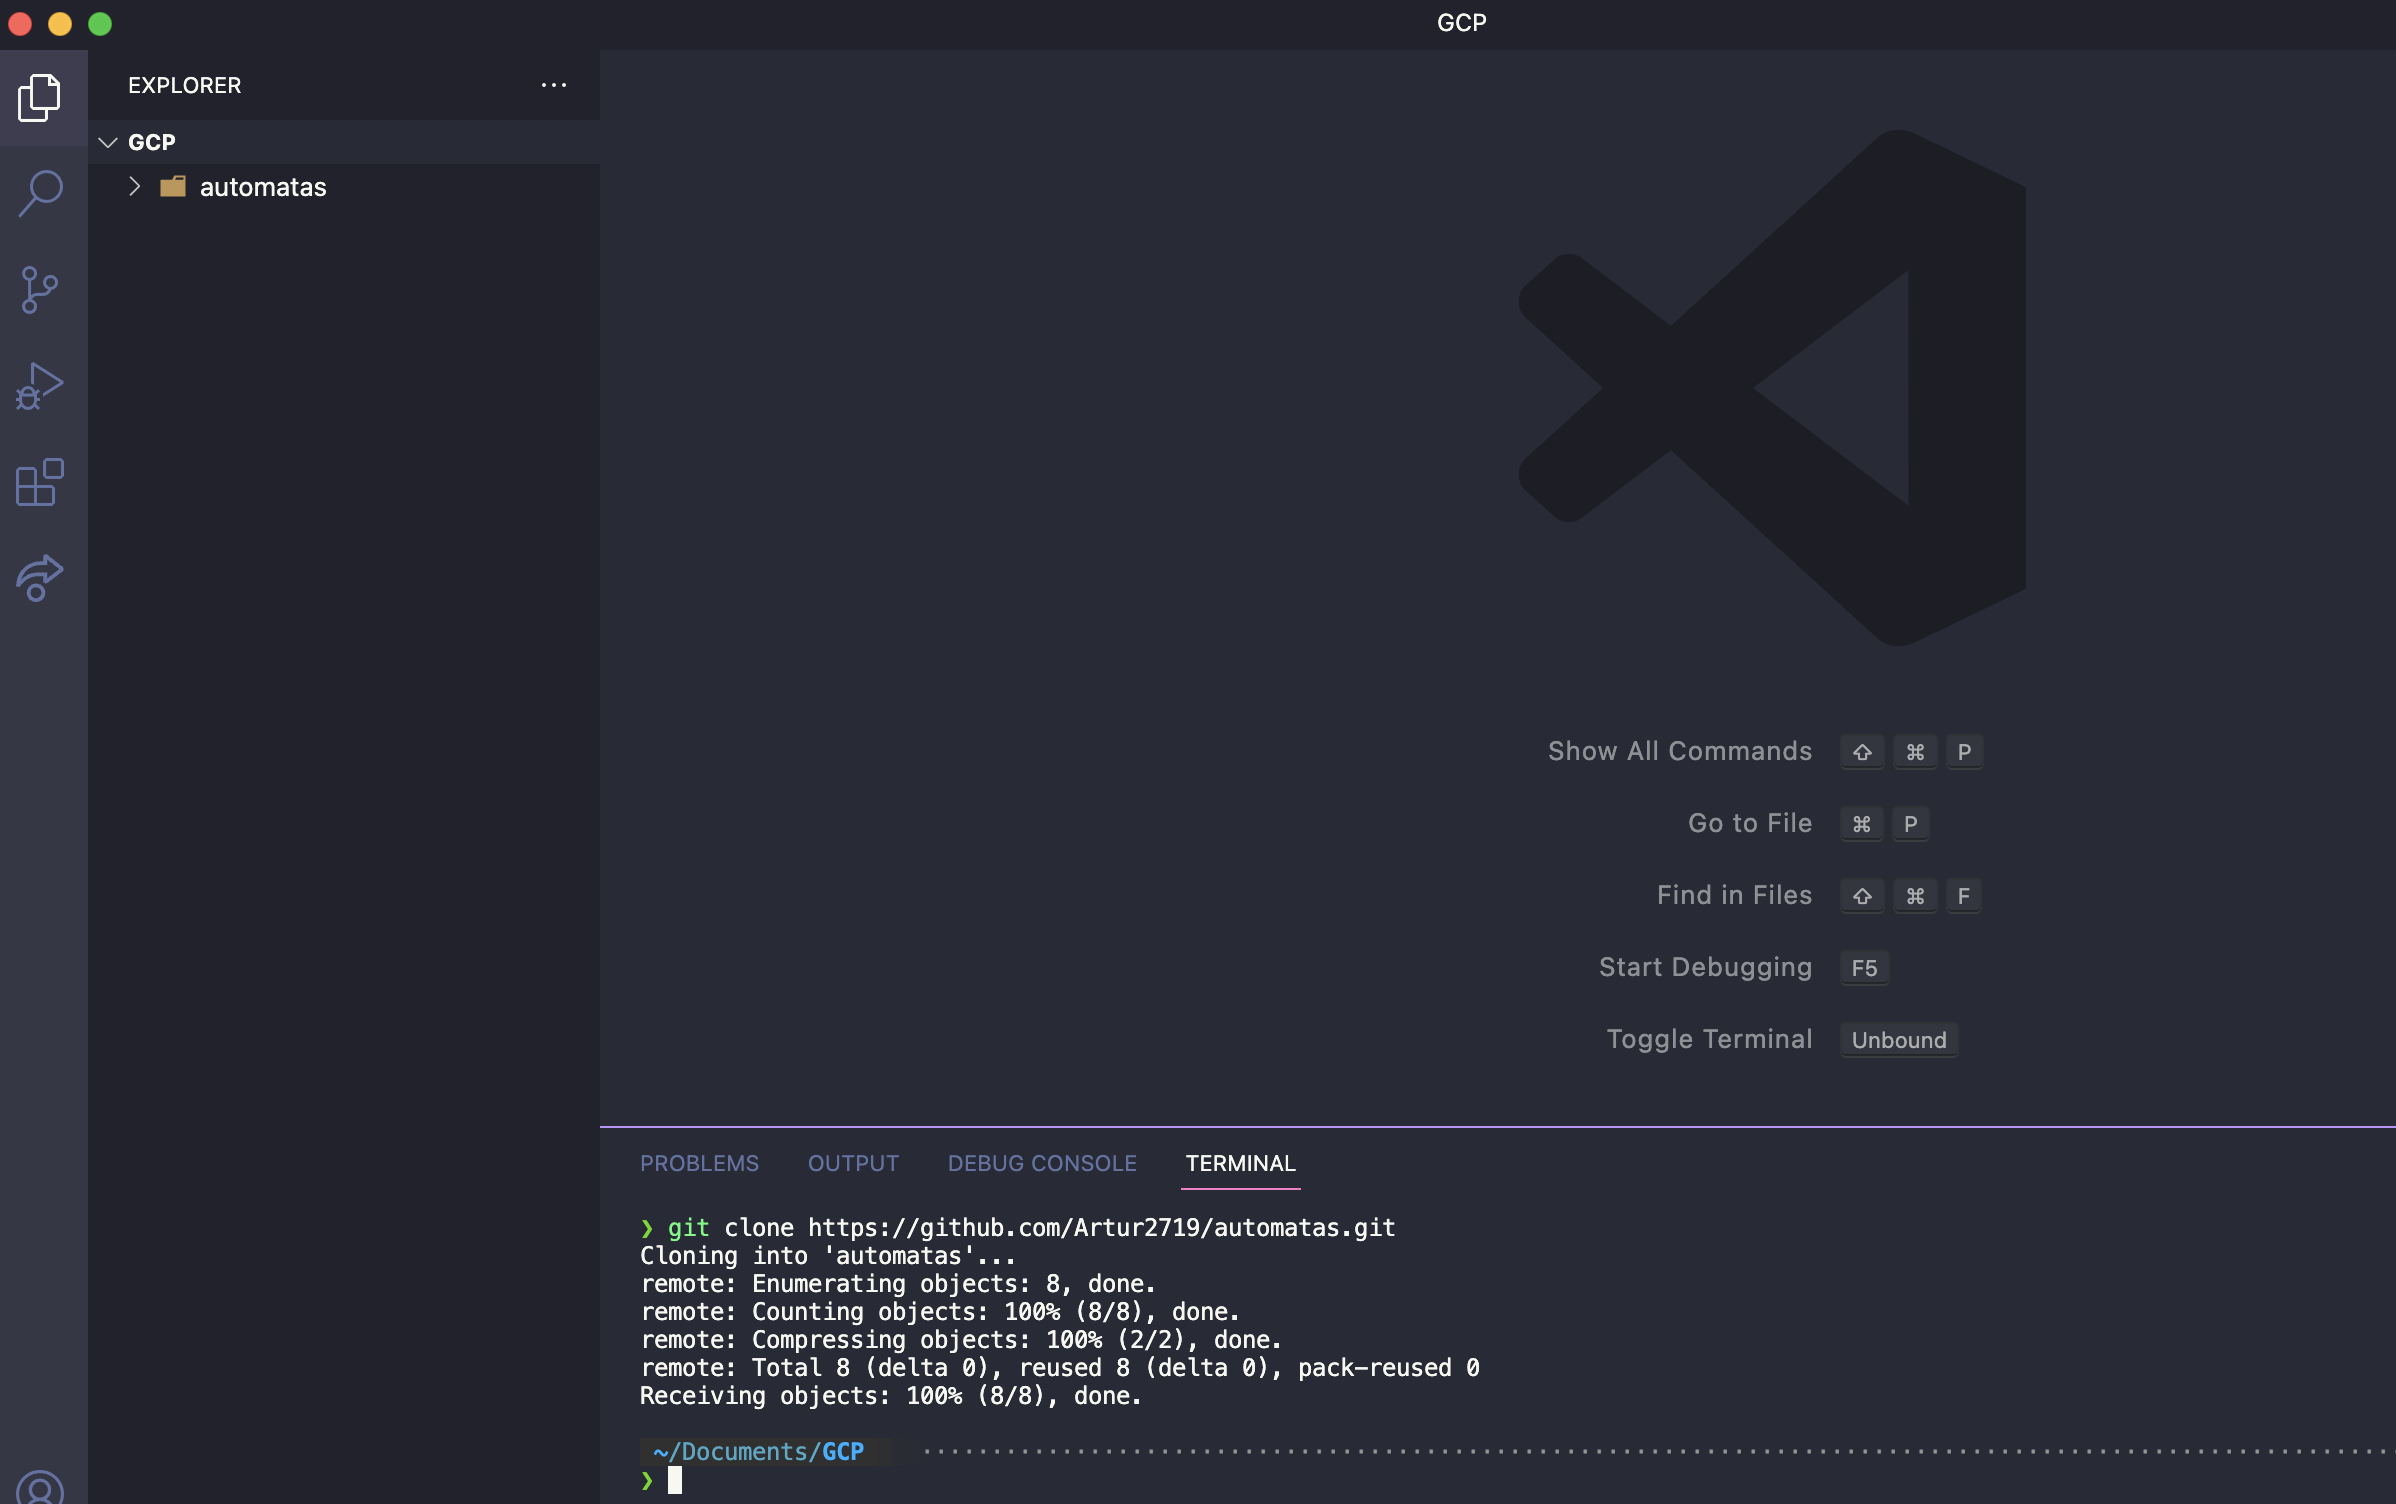 GCP
EXPLORER
GCP
automatas
Show All Commands ⇧ ⌘ P
Go to File ⌘ P
Find in Files ⇧ ⌘ F
Start Debugging F5
Toggle Terminal Unbound
PROBLEMS OUTPUT DEBUG CONSOLE TERMINAL
❯ git clone https://github.com/Artur2719/automatas.git
Cloning into 'automatas'...
remote: Enumerating objects: 8, done.
remote: Counting objects: 100% (8/8), done.
remote: Compressing objects: 100% (2/2), done.
remote: Total 8 (delta 0), reused 8 (delta 0), pack-reused 0
Receiving objects: 100% (8/8), done.
~/Documents/GCP
❯